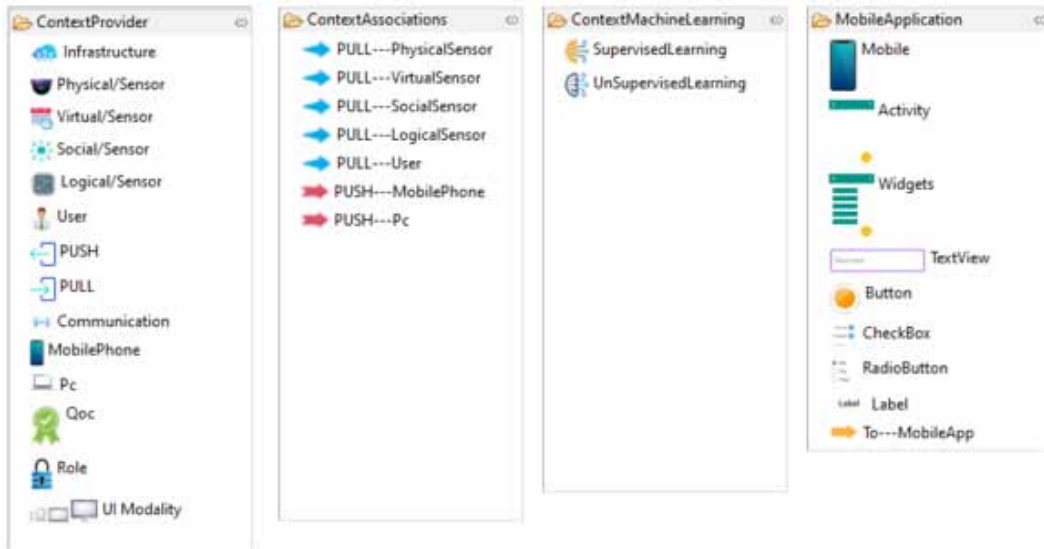 ContextProvider
Infrastructure
Physical/Sensor
Virtual/Sensor
Social/Sensor
Logical/Sensor
User
PUSH
PULL
Communication
MobilePhone
Pc
Qoc
Role
UI Modality
ContextAssociations
PULL---PhysicalSensor
PULL---VirtualSensor
PULL---SocialSensor
PULL---LogicalSensor
PULL---User
PUSH---MobilePhone
PUSH---Pc
ContextMachineLearning
SupervisedLearning
UnSupervisedLearning
MobileApplication
Mobile
Activity
Widgets
TextView
Button
CheckBox
RadioButton
Label Label
To---MobileApp